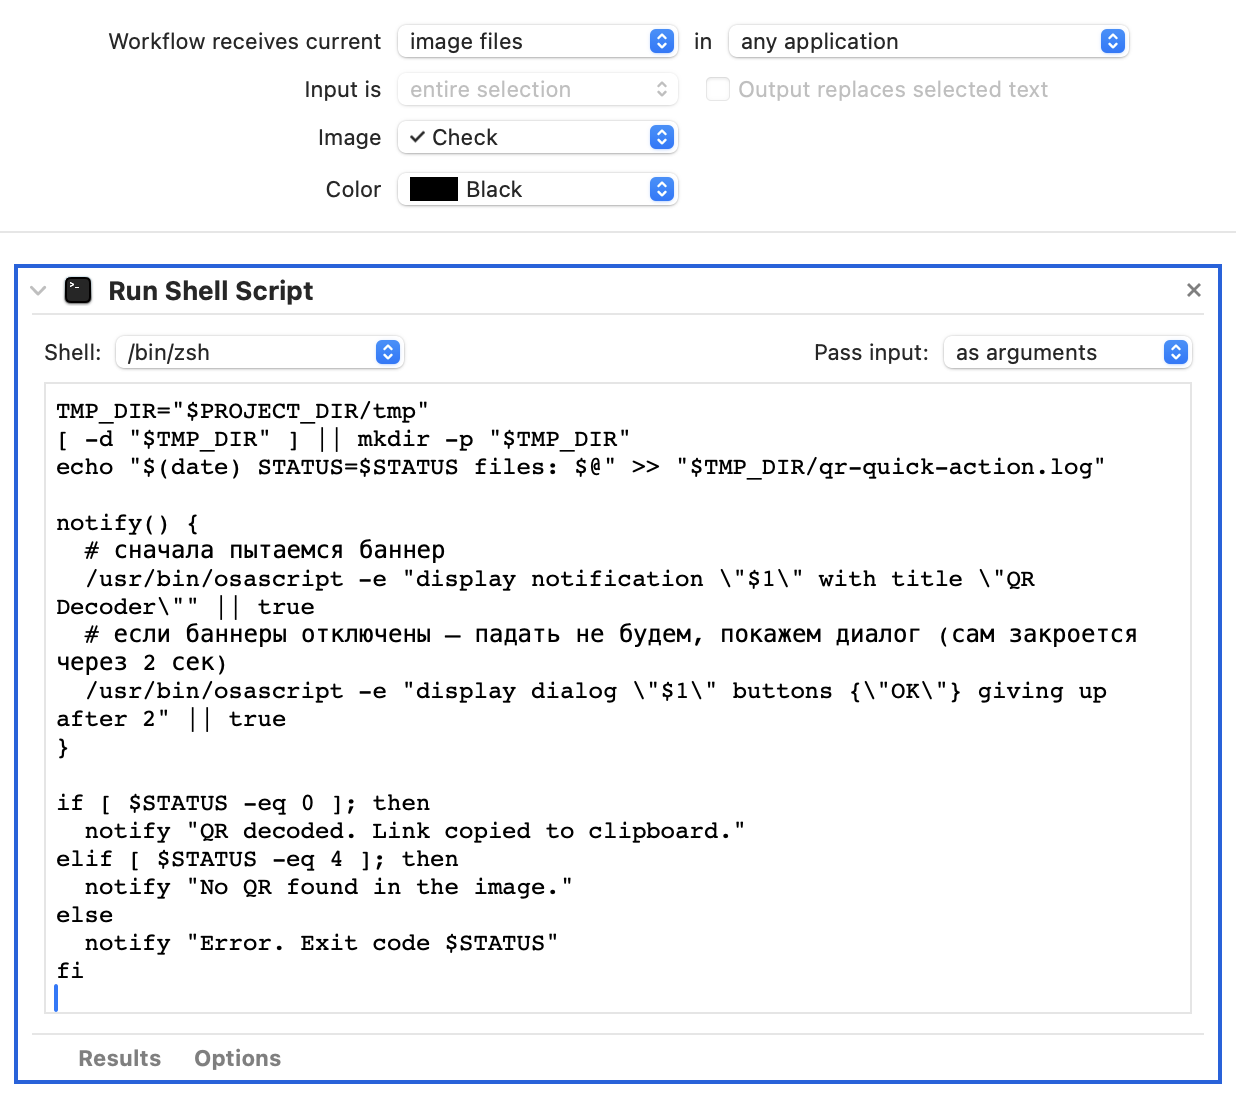 Workflow receives current image files in any application
Input is entire selection Output replaces selected text
Image ✓ Check
Color Black
Run Shell Script
Shell: /bin/zsh Pass input: as arguments
TMP_DIR="$PROJECT_DIR/tmp"
[ -d "$TMP_DIR" ] || mkdir -p "$TMP_DIR"
echo "$(date) STATUS=$STATUS files: $@" >> "$TMP_DIR/qr-quick-action.log"

notify() {
  # сначала пытаемся баннер
  /usr/bin/osascript -e "display notification \"$1\" with title \"QR
Decoder\"" || true
  # если баннеры отключены — падать не будем, покажем диалог (сам закроется
через 2 сек)
  /usr/bin/osascript -e "display dialog \"$1\" buttons {\"OK\"} giving up
after 2" || true
}

if [ $STATUS -eq 0 ]; then
  notify "QR decoded. Link copied to clipboard."
elif [ $STATUS -eq 4 ]; then
  notify "No QR found in the image."
else
  notify "Error. Exit code $STATUS"
fi
Results Options